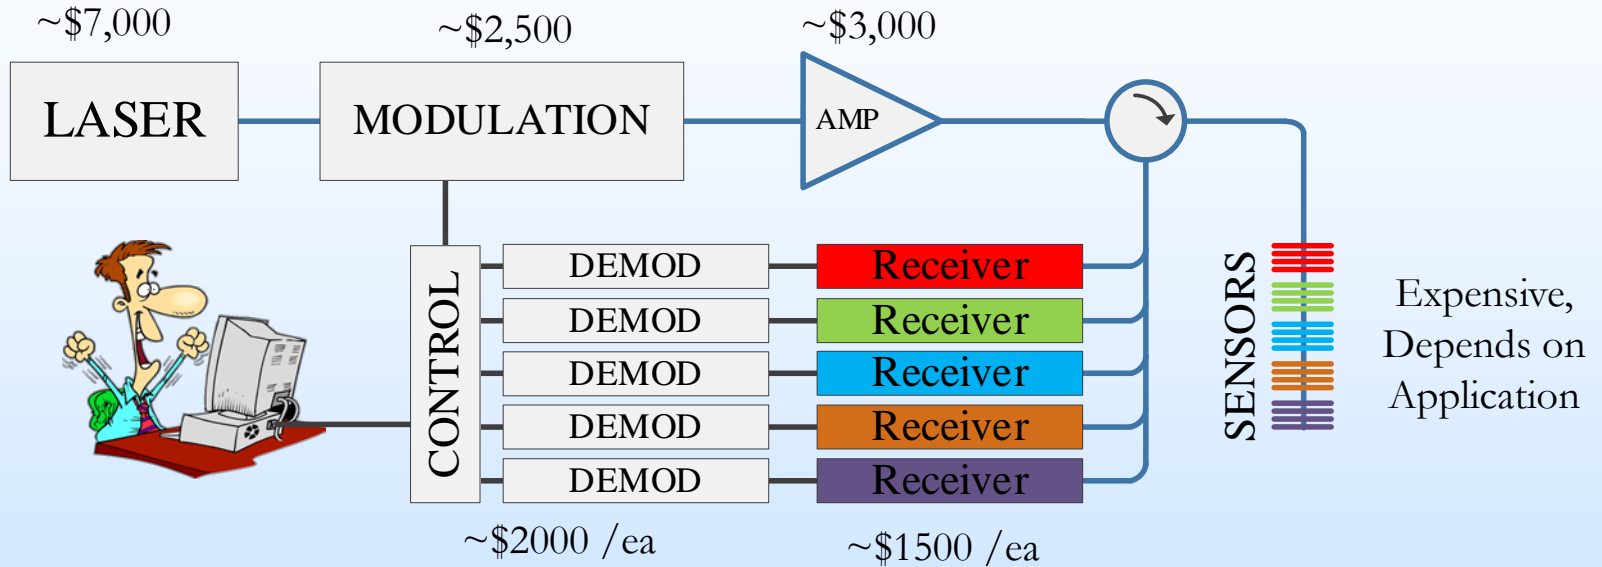 ~$7,000
~$2,500
~$3,000
LASER
MODULATION
AMP
CONTROL
DEMOD
Receiver
DEMOD
Receiver
DEMOD
Receiver
DEMOD
Receiver
DEMOD
Receiver
SENSORS
Expensive,
Depends on
Application
~$2000 /ea
~$1500 /ea